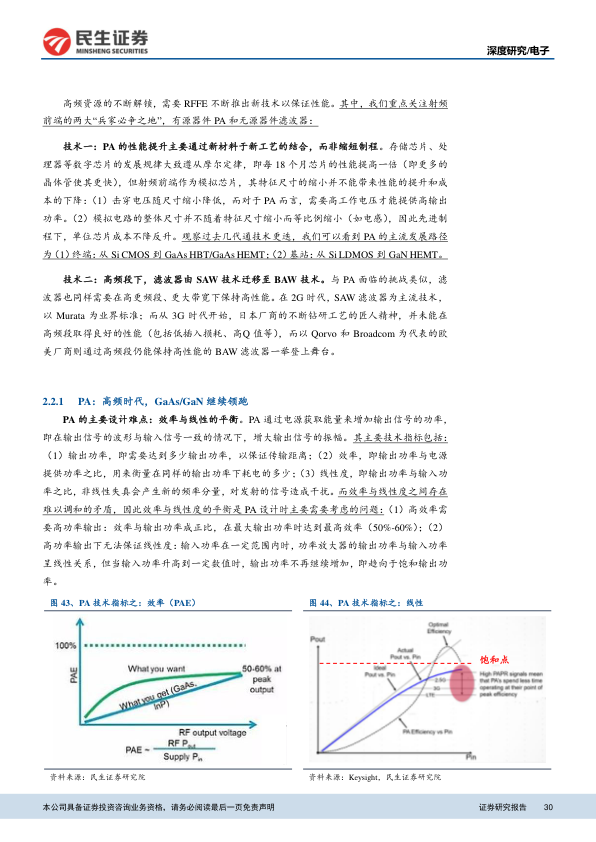 民生证券
MINSHENG SECURITIES
深度研究/电子
高频资源的不断解锁，需要 RFFE 不断推出新技术以保证性能。其中，我们重点关注射频
前端的两大“兵家必争之地”，有源器件 PA 和无源器件滤波器：
技术一：PA 的性能提升主要通过新材料于新工艺的结合，而非缩短制程。存储芯片、处
理器等数字芯片的发展规律大致遵从摩尔定律，即每 18 个月芯片的性能提高一倍（即更多的
晶体管使其更快），但射频前端作为模拟芯片，其特征尺寸的缩小并不能带来性能的提升和成
本的下降：（1）击穿电压随尺寸缩小降低，而对于 PA 而言，需要高工作电压才能提供高输出
功率。（2）模拟电路的整体尺寸并不随着特征尺寸缩小而等比例缩小（如电感），因此先进制
程下，单位芯片成本不降反升。观察过去几代通技术更迭，我们可以看到 PA 的主流发展路径
为（1）终端：从 Si CMOS 到 GaAs HBT/GaAs HEMT；（2）基站：从 Si LDMOS 到 GaN HEMT。
技术二：高频段下，滤波器由 SAW 技术迁移至 BAW 技术。与 PA 面临的挑战类似，滤
波器也同样需要在高更频段、更大带宽下保持高性能。在 2G 时代，SAW 滤波器为主流技术，
以 Murata 为业界标准；而从 3G 时代开始，日本厂商的不断钻研工艺的匠人精神，并未能在
高频段取得良好的性能（包括低插入损耗、高Q 值等），而以 Qorvo 和 Broadcom 为代表的欧
美厂商则通过高频段仍能保持高性能的 BAW 滤波器一举登上舞台。
2.2.1 PA：高频时代，GaAs/GaN 继续领跑
PA 的主要设计难点：效率与线性的平衡。PA 通过电源获取能量来增加输出信号的功率，
即在输出信号的波形与输入信号一致的情况下，增大输出信号的振幅。其主要技术指标包括：
（1）输出功率，即需要达到多少输出功率，以保证传输距离；（2）效率，即输出功率与电源
提供功率之比，用来衡量在同样的输出功率下耗电的多少；（3）线性度，即输出功率与输入功
率之比，非线性失真会产生新的频率分量，对发射的信号造成干扰。而效率与线性度之间存在
难以调和的矛盾，因此效率与线性度的平衡是 PA 设计时主要需要考虑的问题：（1）高效率需
要高功率输出：效率与输出功率成正比，在最大输出功率时达到最高效率（50%-60%）；（2）
高功率输出下无法保证线性度：输入功率在一定范围内时，功率放大器的输出功率与输入功率
呈线性关系，但当输入功率升高到一定数值时，输出功率不再继续增加，即趋向于饱和输出功
率。
图 43、PA 技术指标之：效率（PAE）
100%
PAE
What you want
What you get (GaAs,
InP)
50-60% at
peak
output
RF output voltage
PAE ~ RF Pout
Supply Pin
资料来源：民生证券研究院
图 44、PA 技术指标之：线性
Pout
Optimal
Efficiency
Actual
Pout vs. Pin
Ideal
Pout vs. Pin
饱和点
High PAPR signals mean
that PA's spend less time
operating at their point of
peak efficiency
3G
LTE
PA Efficiency vs Pin
Pin
资料来源：Keysight，民生证券研究院
本公司具备证券投资咨询业务资格，请务必阅读最后一页免责声明
证券研究报告 30